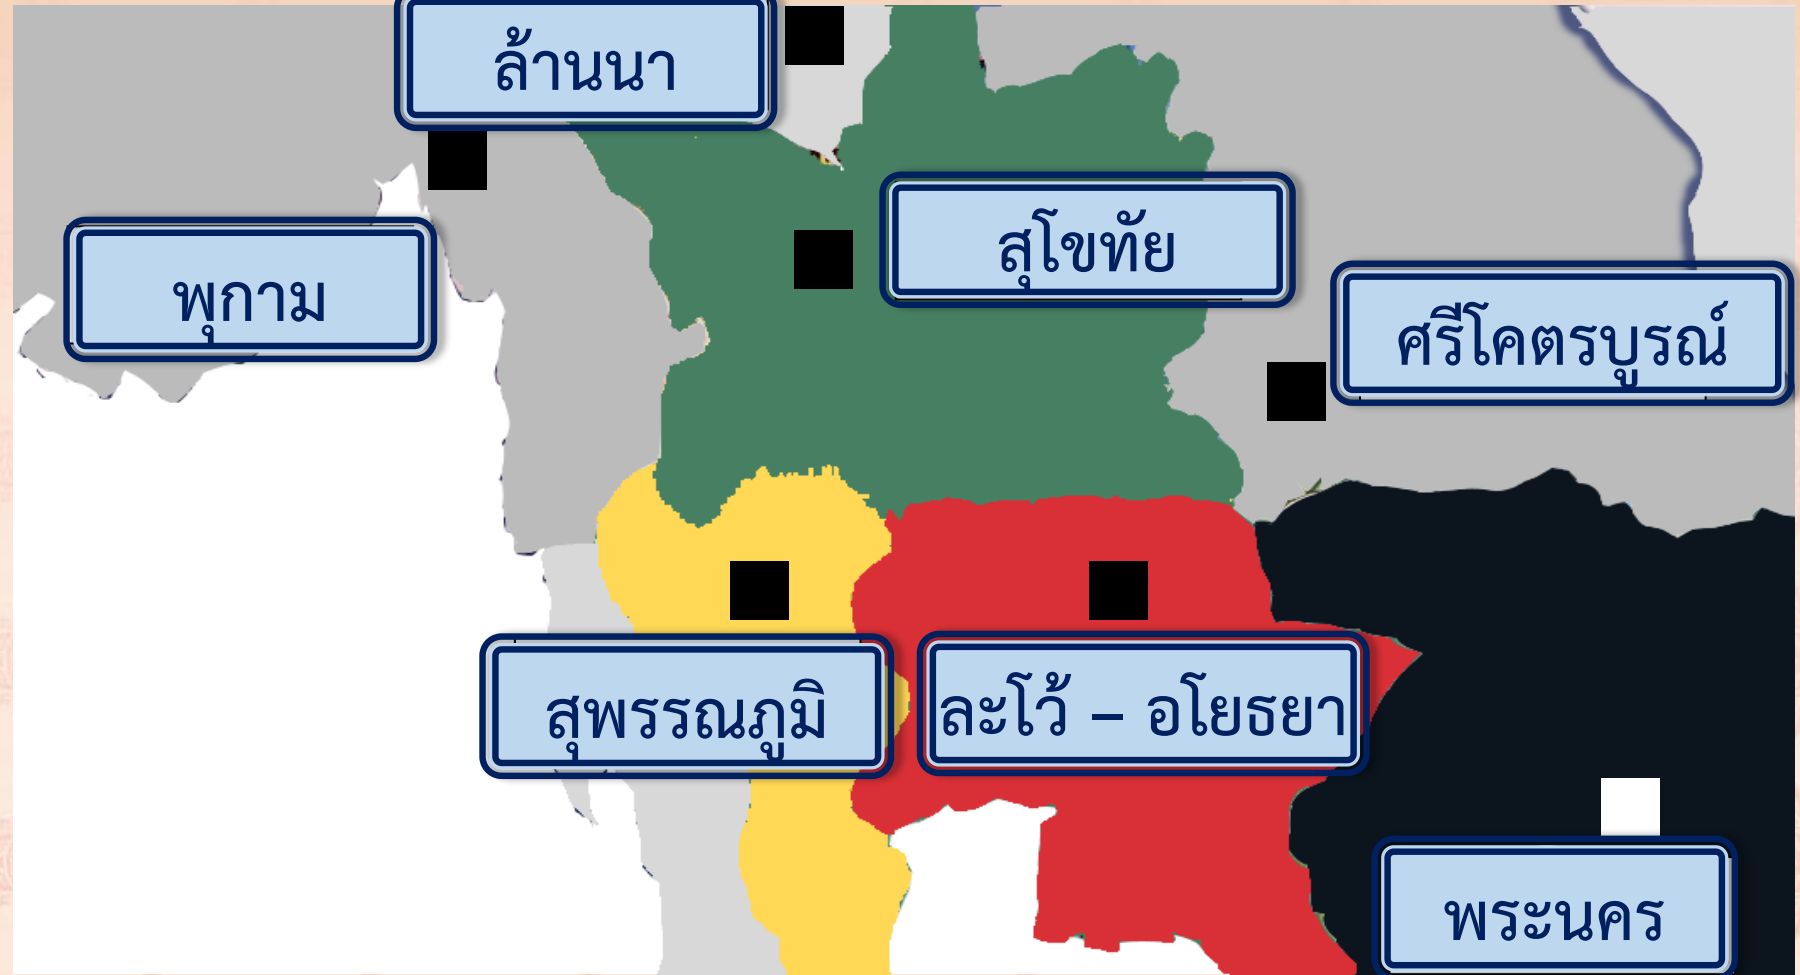 ล้านนา
สุโขทัย
พุกาม
ศรีโคตรบูรณ์
สุพรรณภูมิ
ละโว้ – อโยธยา
พระนคร